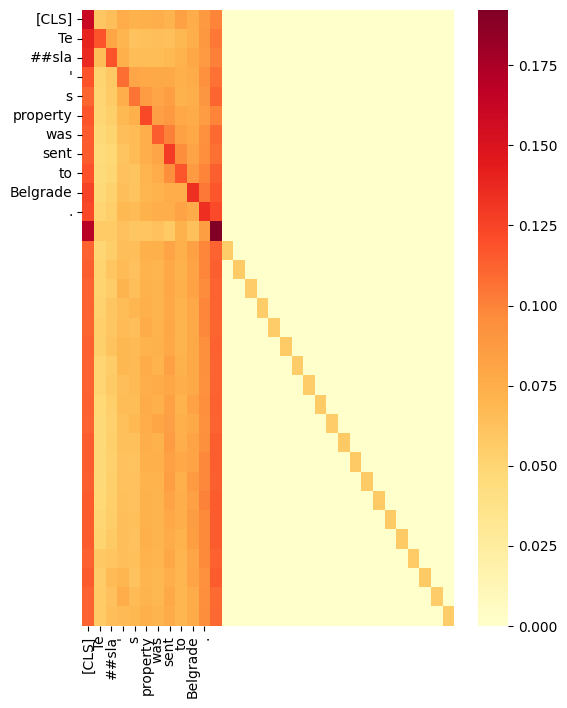 [CLS]
Te
##sla
'
s
property
was
sent
to
Belgrade
.
0.175
0.150
0.125
0.100
0.075
0.050
0.025
0.000
[CLS]
Te
##sla
'
s
property
was
sent
to
Belgrade
.